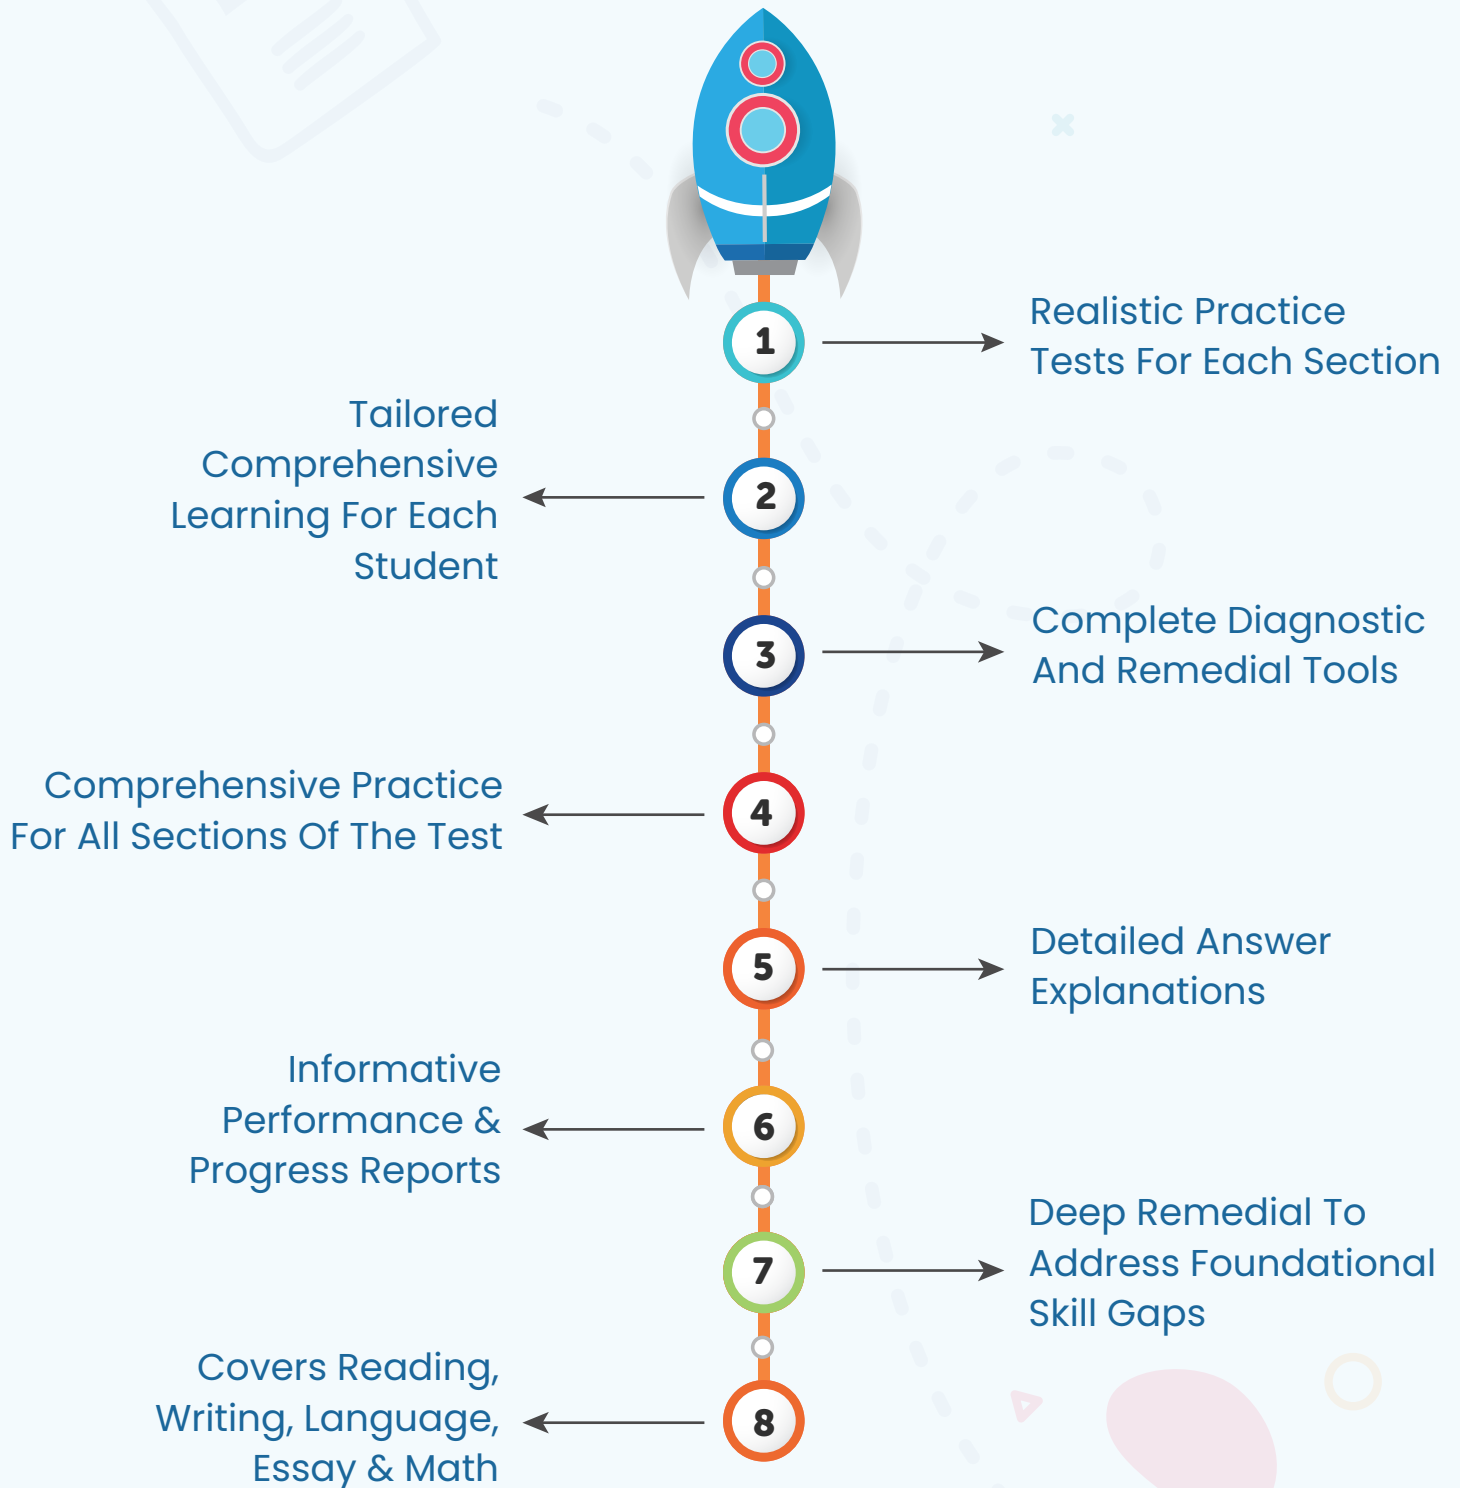 1
Realistic Practice
Tests For Each Section
2
Tailored
Comprehensive
Learning For Each
Student
3
Complete Diagnostic
And Remedial Tools
4
Comprehensive Practice
For All Sections Of The Test
5
Detailed Answer
Explanations
6
Informative
Performance &
Progress Reports
7
Deep Remedial To
Address Foundational
Skill Gaps
8
Covers Reading,
Writing, Language,
Essay & Math